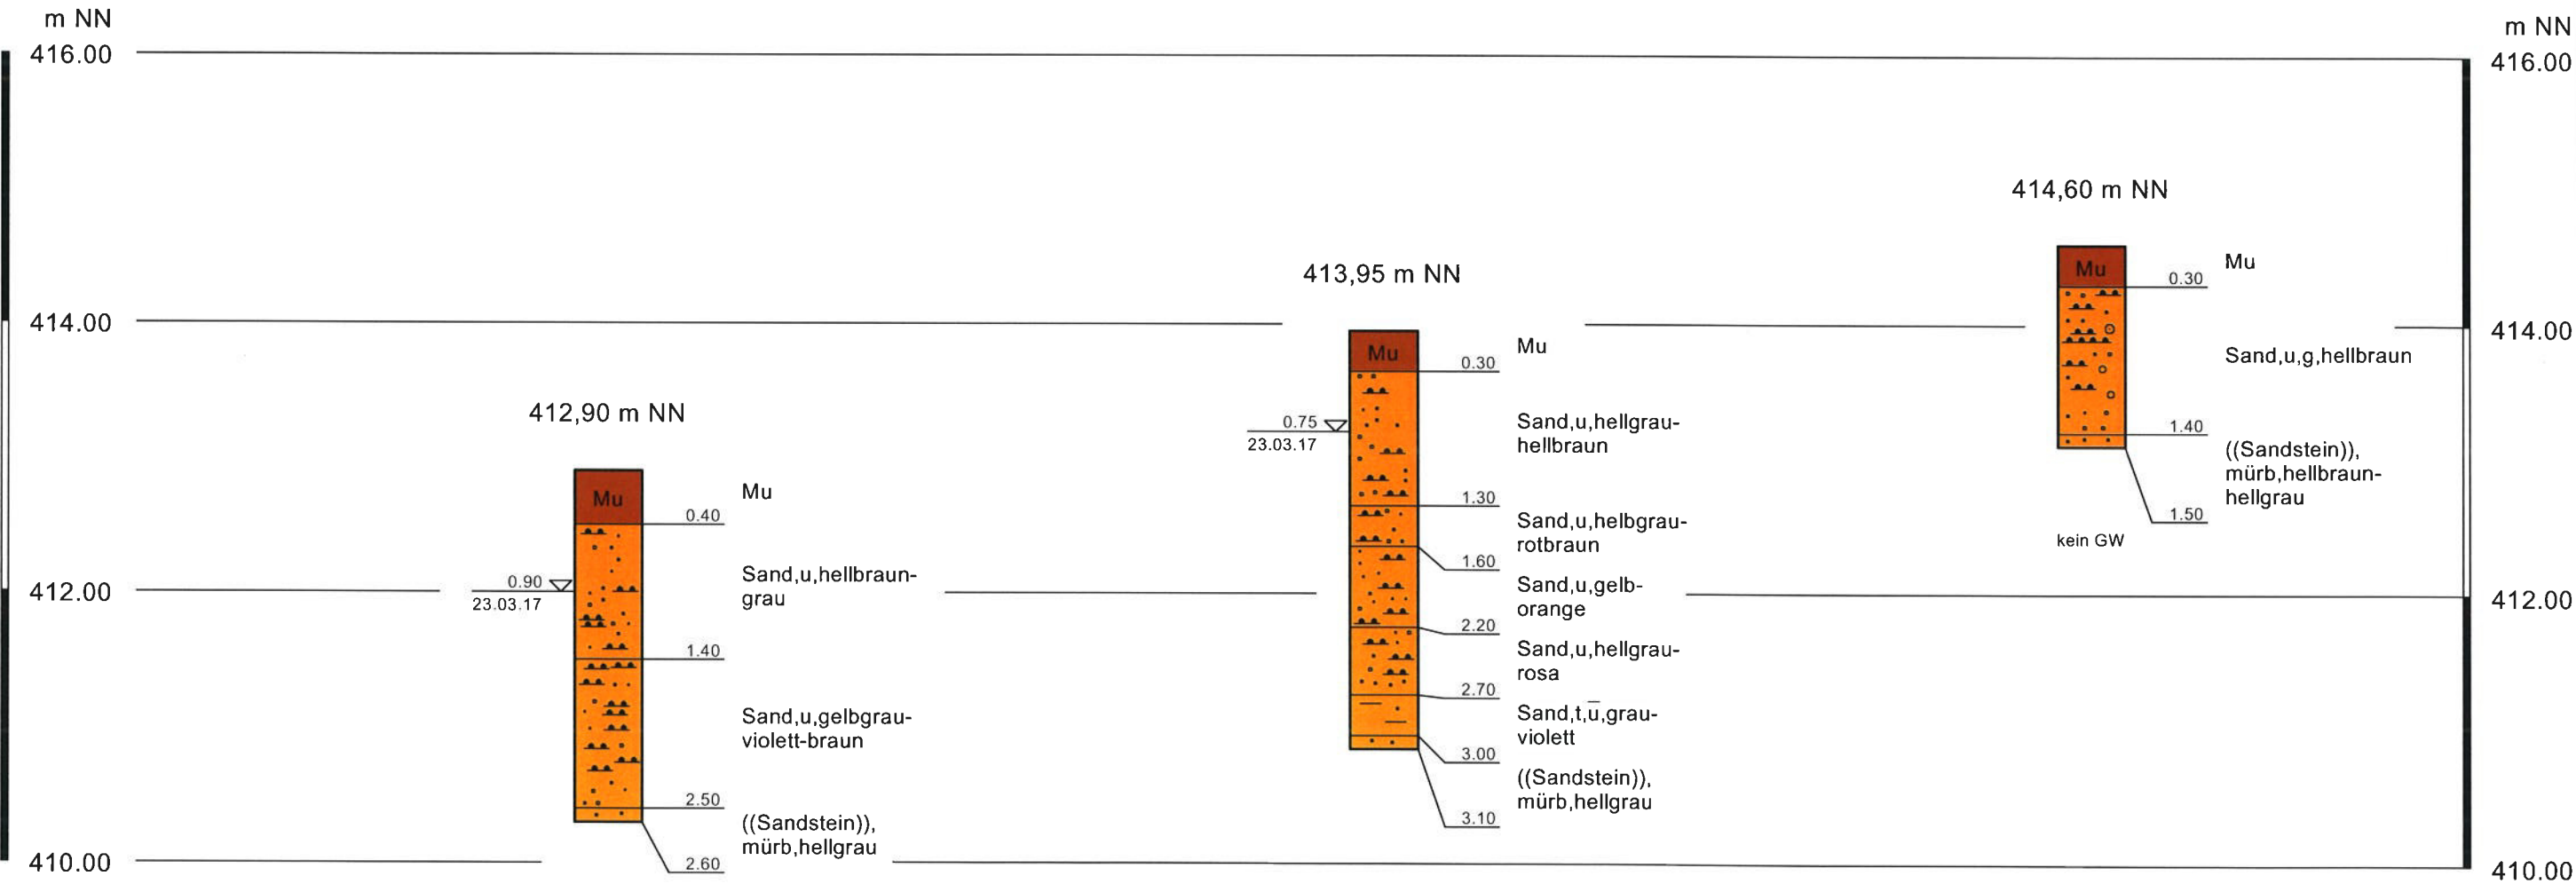 m NN
416.00
414.00
412.00
410.00
412,90 m NN
Mu
0.40
Mu
0.90
23.03.17
Sand,u,hellbraun-
grau
1.40
Sand,u,gelbgrau-
violett-braun
2.50
((Sandstein)),
mürb,hellgrau
2.60
413,95 m NN
Mu
0.30
Mu
0.75
23.03.17
Sand,u,hellgrau-
hellbraun
1.30
Sand,u,helbgrau-
rotbraun
1.60
Sand,u,gelb-
orange
2.20
Sand,u,hellgrau-
rosa
2.70
Sand,t,u̅,grau-
violett
3.00
((Sandstein)),
mürb,hellgrau
3.10
414,60 m NN
Mu
0.30
Mu
Sand,u,g,hellbraun
1.40
((Sandstein)),
mürb,hellbraun-
hellgrau
1.50
kein GW
m NN
416.00
414.00
412.00
410.00